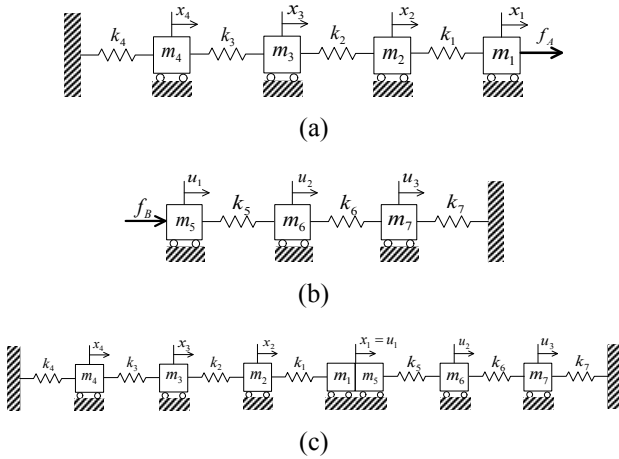 x₄ x₃ x₂ x₁
k₄ m₄ k₃ m₃ k₂ m₂ k₁ m₁ f_A
(a)
u₁ u₂ u₃
f_B m₅ k₅ m₆ k₆ m₇ k₇
(b)
x₄ x₃ x₂ x₁ = u₁ u₂ u₃
k₄ m₄ k₃ m₃ k₂ m₂ k₁ m₁ m₅ k₅ m₆ k₆ m₇ k₇
(c)